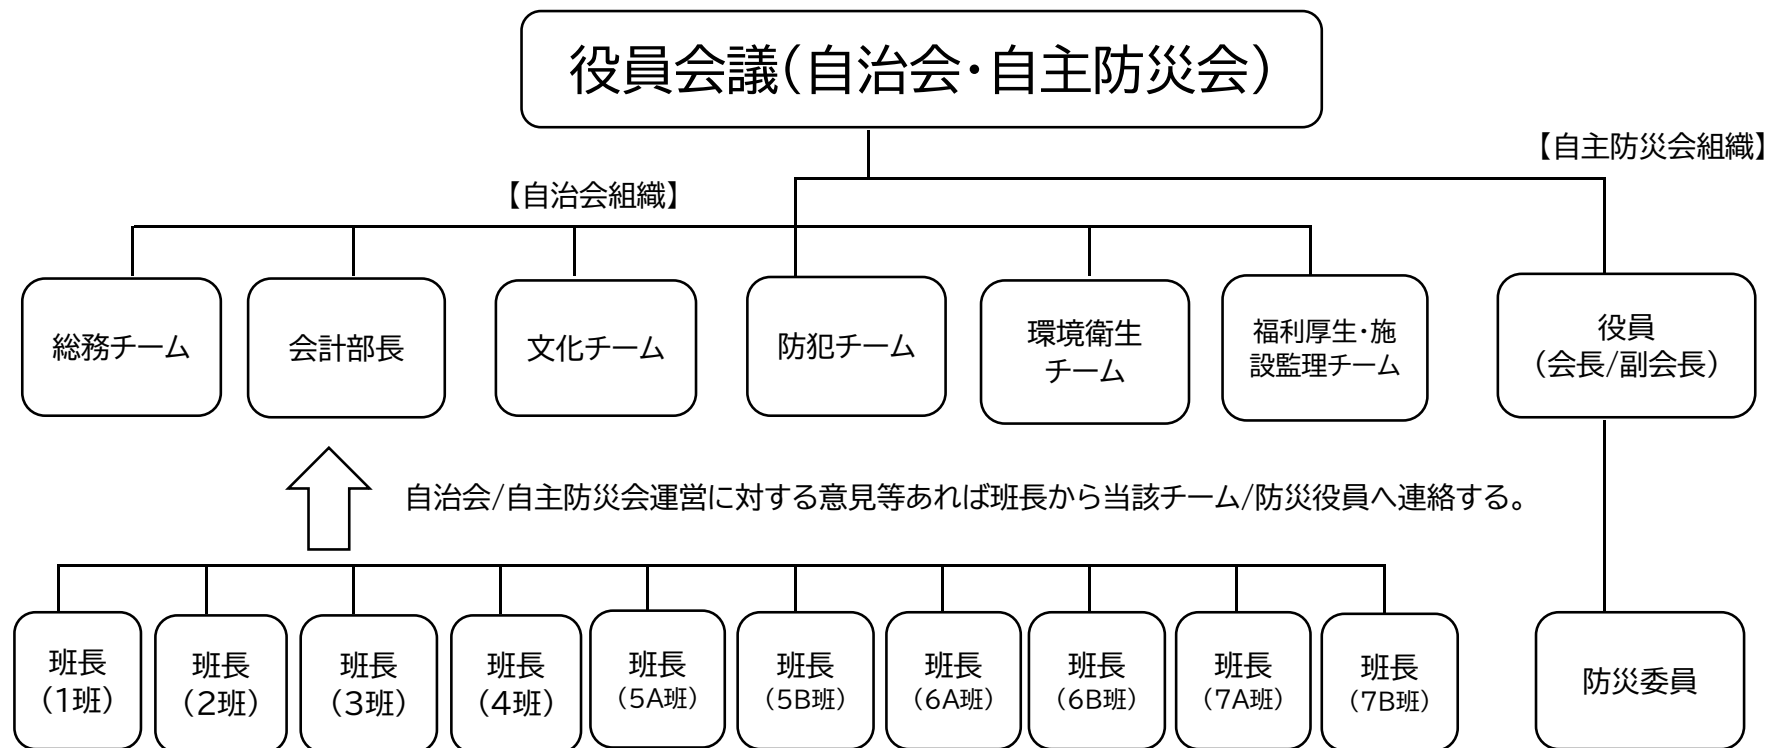 役員会議(自治会・自主防災会)
【自主防災会組織】
【自治会組織】
総務チーム
会計部長
文化チーム
防犯チーム
環境衛生
チーム
福利厚生・施
設監理チーム
役員
(会長/副会長)
自治会/自主防災会運営に対する意見等あれば班長から当該チーム/防災役員へ連絡する。
班長
(1班)
班長
(2班)
班長
(3班)
班長
(4班)
班長
(5A班)
班長
(5B班)
班長
(6A班)
班長
(6B班)
班長
(7A班)
班長
(7B班)
防災委員